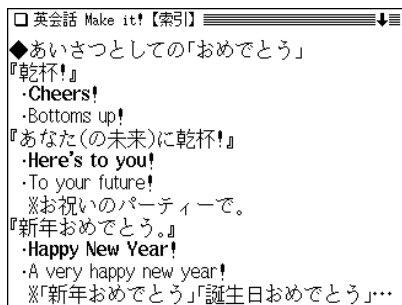 英会話 Make it!【索引】
◆あいさつとしての「おめでとう」
『乾杯!』
・Cheers!
・Bottoms up!
『あなた(の未来)に乾杯!』
・Here's to you!
・To your future!
※お祝いのパーティーで。
『新年おめでとう。』
・Happy New Year!
・A very happy new year!
※「新年おめでとう」「誕生日おめでとう」…